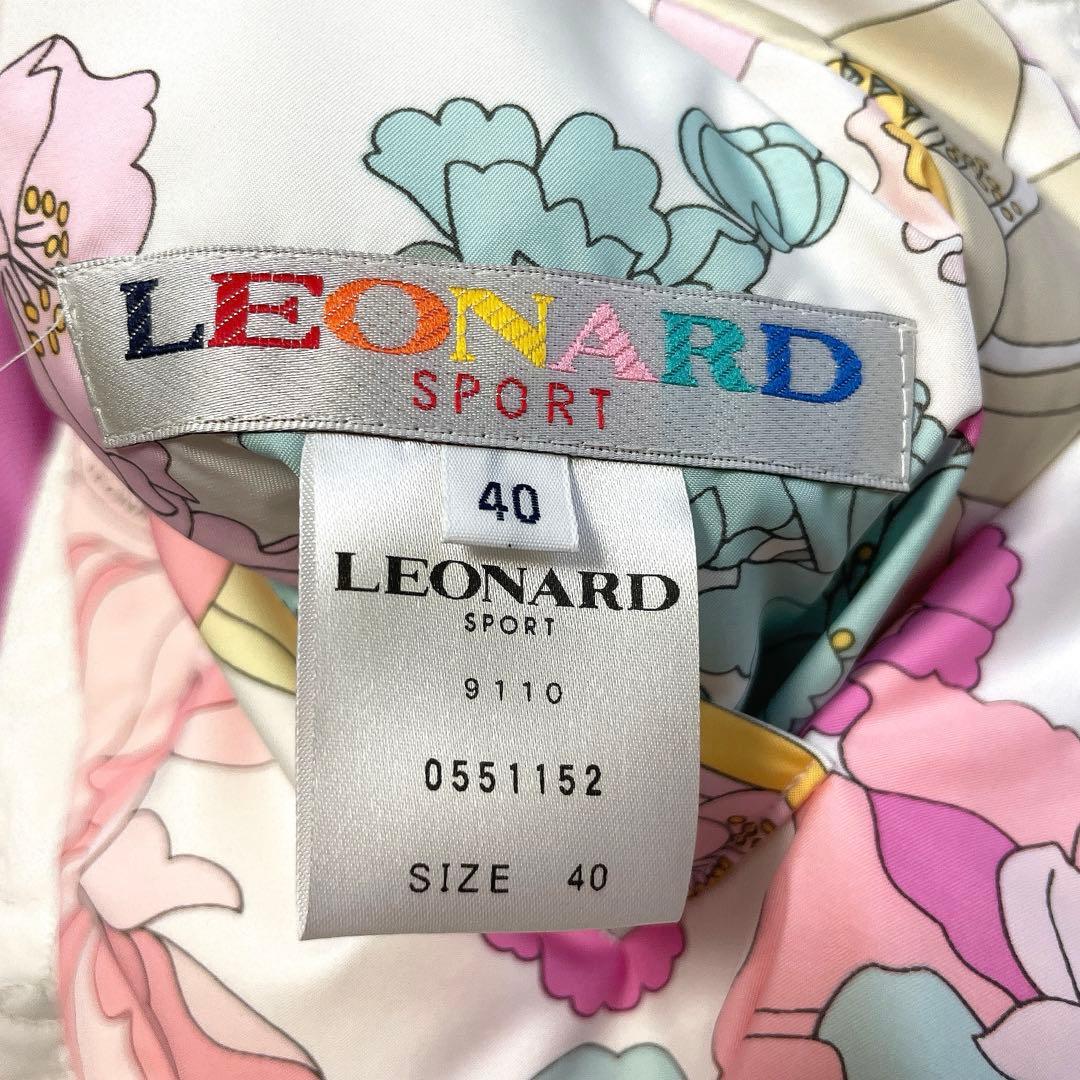 LEONARD
SPORT
40
LEONARD
SPORT
9110
0551152
SIZE 40